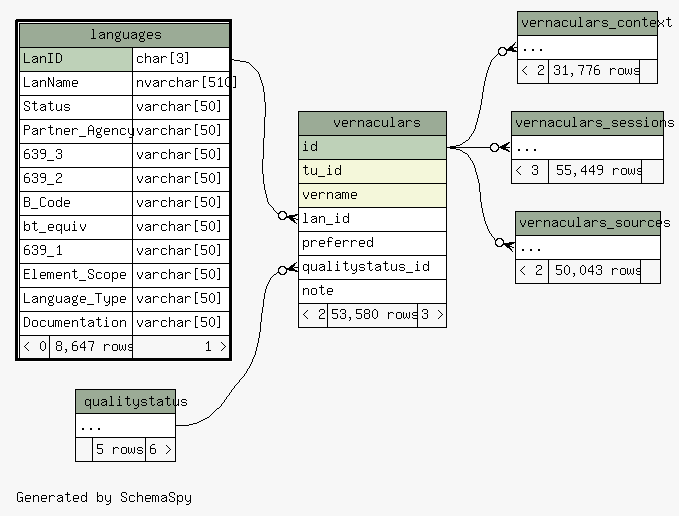 languages
LanID char[3]
LanName nvarchar[510]
Status varchar[50]
Partner_Agency varchar[50]
639_3 varchar[50]
639_2 varchar[50]
B_Code varchar[50]
bt_equiv varchar[50]
639_1 varchar[50]
Element_Scope varchar[50]
Language_Type varchar[50]
Documentation varchar[50]
< 0 8,647 rows 1 >
qualitystatus
...
5 rows 6 >
vernaculars
id
tu_id
vername
lan_id
preferred
qualitystatus_id
note
< 2 53,580 rows 3 >
vernaculars_context
...
< 2 31,776 rows
vernaculars_sessions
...
< 3 55,449 rows
vernaculars_sources
...
< 2 50,043 rows
Generated by SchemaSpy